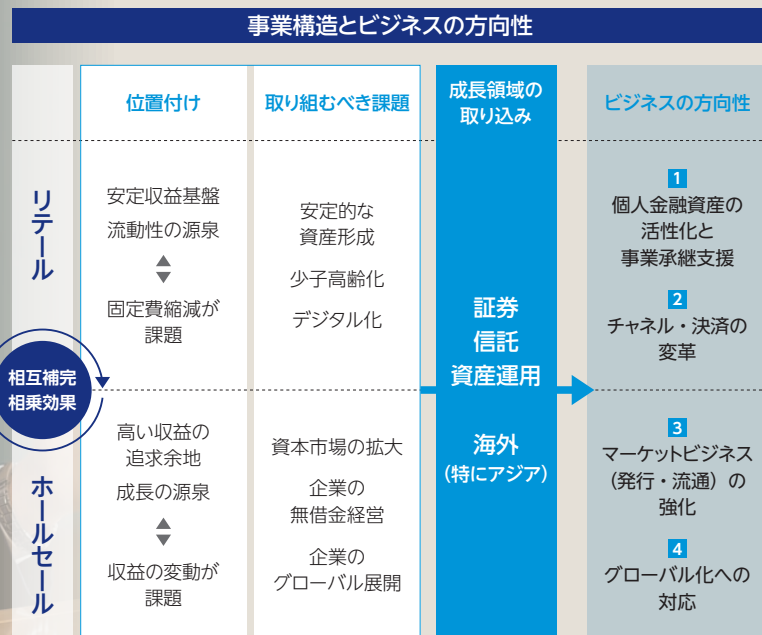 事業構造とビジネスの方向性
位置付け
取り組むべき課題
成長領域の
取り込み
ビジネスの方向性
リテール
安定収益基盤
流動性の源泉
固定費縮減が
課題
安定的な
資産形成
少子高齢化
デジタル化
証券
信託
資産運用
海外
(特にアジア)
1
個人金融資産の
活性化と
事業承継支援
2
チャネル・決済の
変革
相互補完
相乗効果
ホールセール
高い収益の
追求余地
成長の源泉
収益の変動が
課題
資本市場の拡大
企業の
無借金経営
企業の
グローバル展開
3
マーケットビジネス
(発行・流通)の
強化
4
グローバル化への
対応